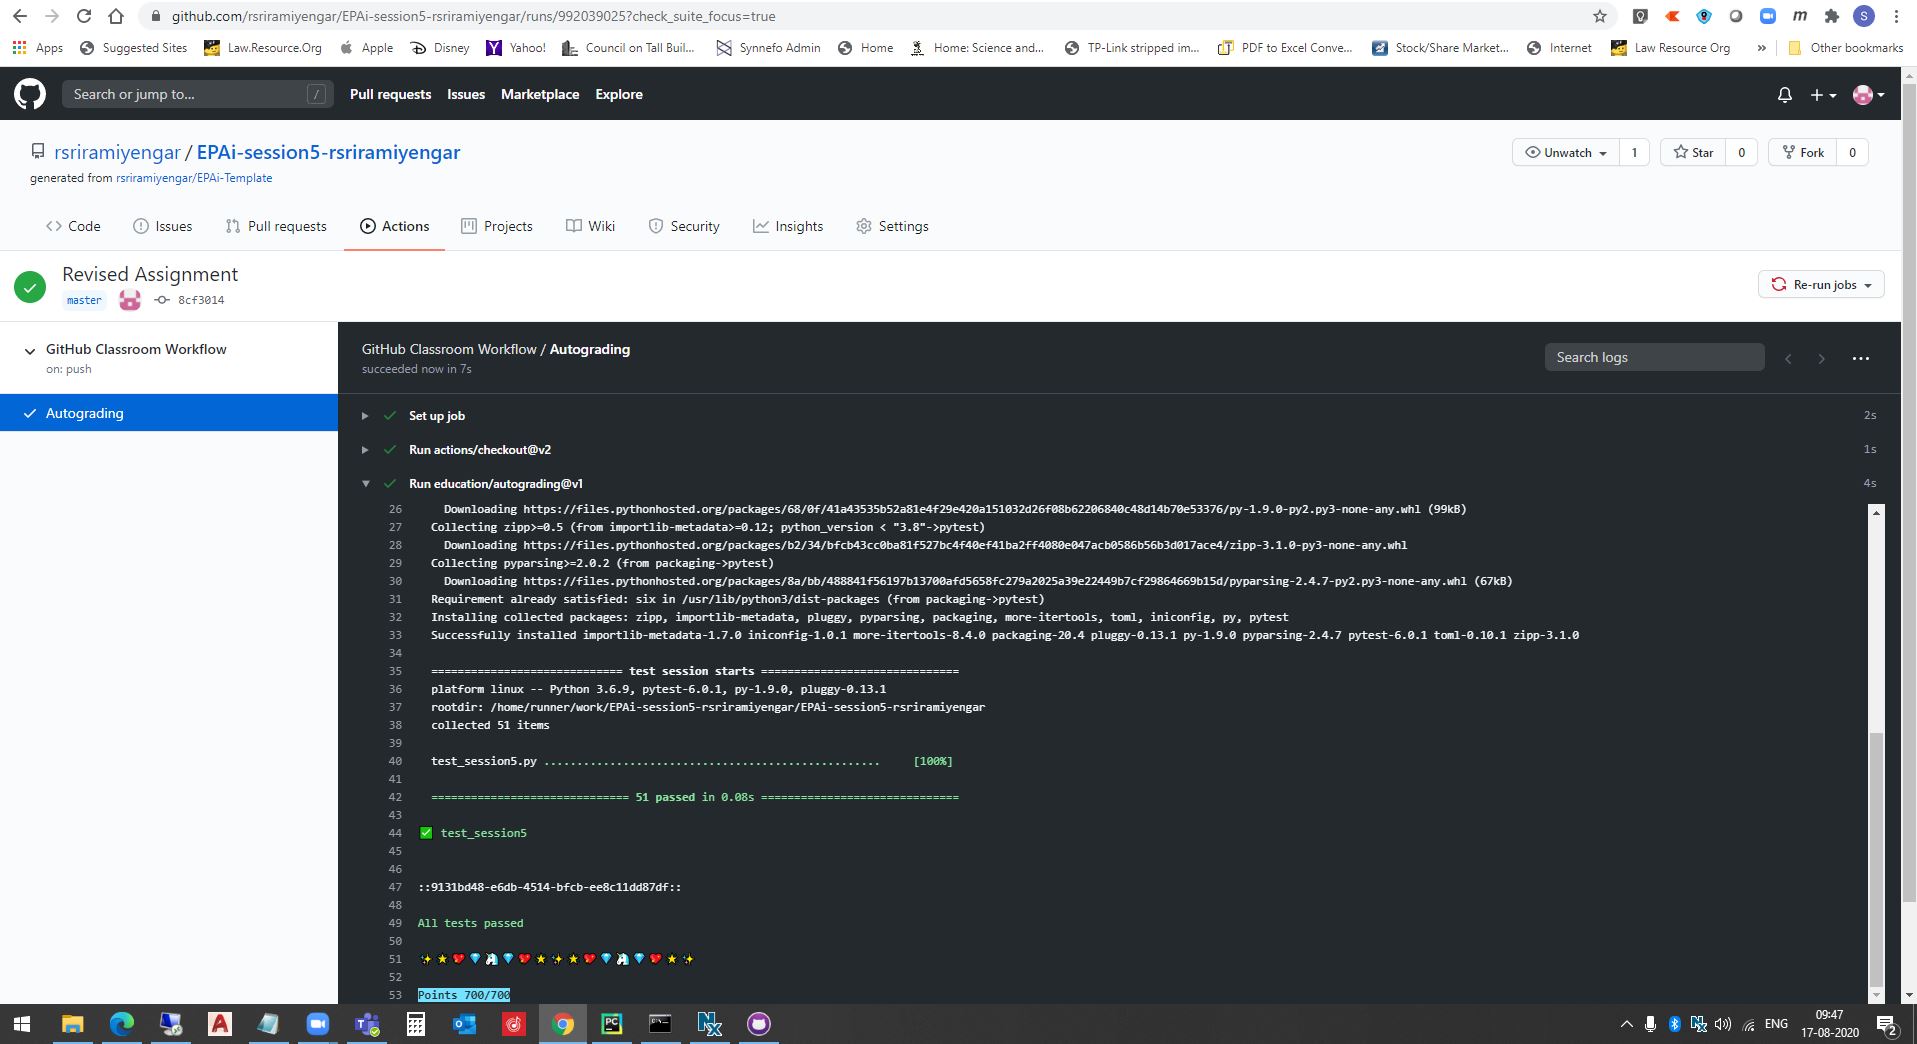 github.com/rsriramiyengar/EPAi-session5-rsriramiyengar/runs/992039025?check_suite_focus=true
Apps Suggested Sites Law.Resource.Org Apple Disney Yahoo! Council on Tall Buil... Synnefo Admin Home Home: Science and... TP-Link stripped im... PDF to Excel Conve... Stock/Share Market... Internet Law Resource Org » Other bookmarks
Search or jump to... / Pull requests Issues Marketplace Explore
rsriramiyengar / EPAi-session5-rsriramiyengar
Unwatch 1 Star 0 Fork 0
generated from rsriramiyengar/EPAi-Template
Code Issues Pull requests Actions Projects Wiki Security Insights Settings
Revised Assignment
master 8cf3014
Re-run jobs
GitHub Classroom Workflow
on: push
Autograding
GitHub Classroom Workflow / Autograding
succeeded now in 7s
Search logs
Set up job 2s
Run actions/checkout@v2 1s
Run education/autograding@v1 4s
26 Downloading https://files.pythonhosted.org/packages/68/0f/41a43535b52a81e4f29e420a151032d26f08b62206840c48d14b70e53376/py-1.9.0-py2.py3-none-any.whl (99kB)
27 Collecting zipp>=0.5 (from importlib-metadata>=0.12; python_version < "3.8"->pytest)
28 Downloading https://files.pythonhosted.org/packages/b2/34/bfcb43cc0ba81f527bc4f40ef41ba2ff4080e047acb0586b56b3d017ace4/zipp-3.1.0-py3-none-any.whl
29 Collecting pyparsing>=2.0.2 (from packaging->pytest)
30 Downloading https://files.pythonhosted.org/packages/8a/bb/488841f56197b13700afd5658fc279a2025a39e22449b7cf29864669b15d/pyparsing-2.4.7-py2.py3-none-any.whl (67kB)
31 Requirement already satisfied: six in /usr/lib/python3/dist-packages (from packaging->pytest)
32 Installing collected packages: zipp, importlib-metadata, pluggy, pyparsing, packaging, more-itertools, toml, iniconfig, py, pytest
33 Successfully installed importlib-metadata-1.7.0 iniconfig-1.0.1 more-itertools-8.4.0 packaging-20.4 pluggy-0.13.1 py-1.9.0 pyparsing-2.4.7 pytest-6.0.1 toml-0.10.1 zipp-3.1.0
34
35 ============================= test session starts ==============================
36 platform linux -- Python 3.6.9, pytest-6.0.1, py-1.9.0, pluggy-0.13.1
37 rootdir: /home/runner/work/EPAi-session5-rsriramiyengar/EPAi-session5-rsriramiyengar
38 collected 51 items
39
40 test_session5.py ................................................... [100%]
41
42 ============================== 51 passed in 0.08s ==============================
43
44 ✅ test_session5
45
46
47 ::9131bd48-e6db-4514-bfcb-ee8c11dd87df::
48
49 All tests passed
50
51 ✨⭐💖💎🦄💎💖⭐✨⭐💖💎🦄💎💖⭐✨
52
53 Points 700/700
ENG 09:47
17-08-2020
2